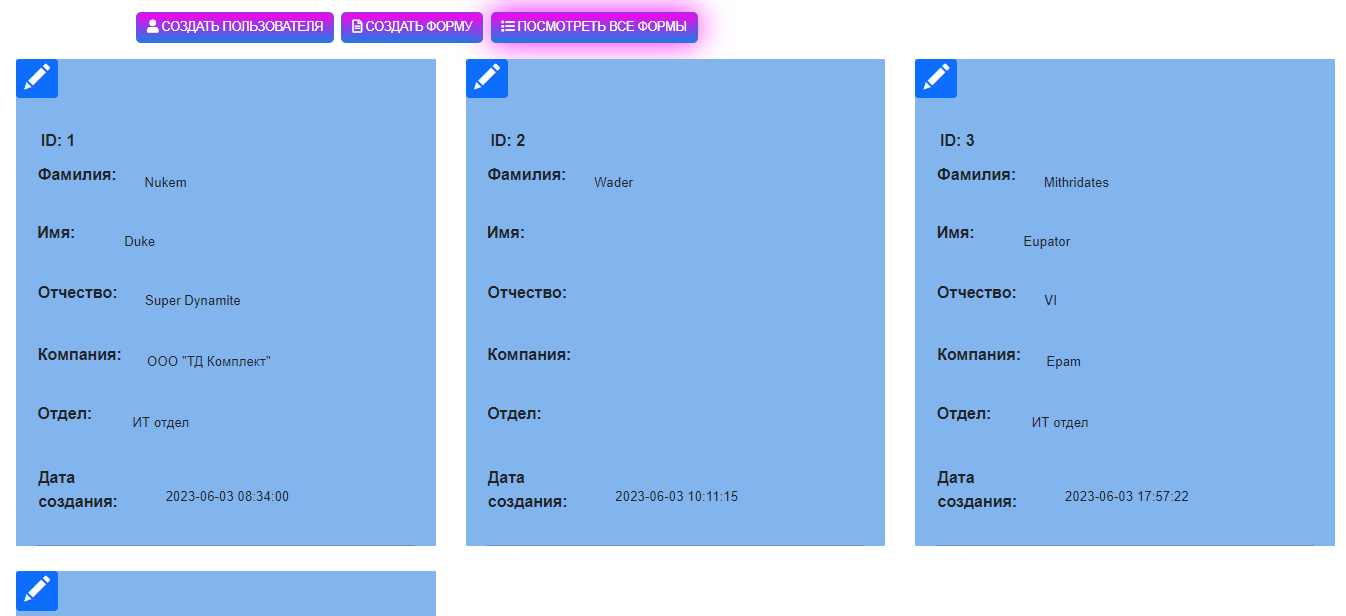 СОЗДАТЬ ПОЛЬЗОВАТЕЛЯ СОЗДАТЬ ФОРМУ ПОСМОТРЕТЬ ВСЕ ФОРМЫ
ID: 1
Фамилия: Nukem
Имя: Duke
Отчество: Super Dynamite
Компания: ООО "ТД Комплект"
Отдел: ИТ отдел
Дата
создания: 2023-06-03 08:34:00
ID: 2
Фамилия: Wader
Имя:
Отчество:
Компания:
Отдел:
Дата
создания: 2023-06-03 10:11:15
ID: 3
Фамилия: Mithridates
Имя: Eupator
Отчество: VI
Компания: Epam
Отдел: ИТ отдел
Дата
создания: 2023-06-03 17:57:22